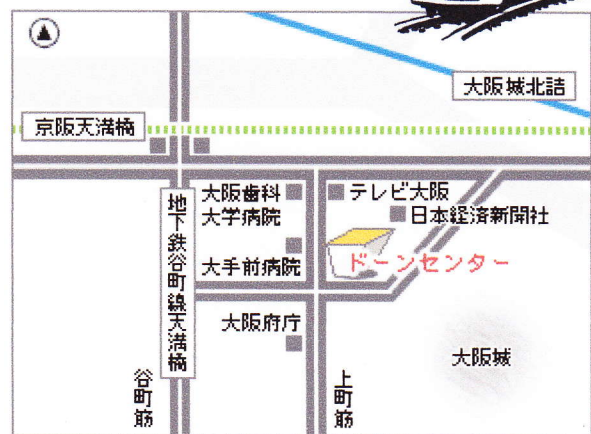 大阪城北詰
京阪天満橋
地下鉄谷町線天満橋
大阪歯科
大学病院
テレビ大阪
日本経済新聞社
大手前病院
ドーンセンター
大阪府庁
大阪城
谷町筋
上町筋